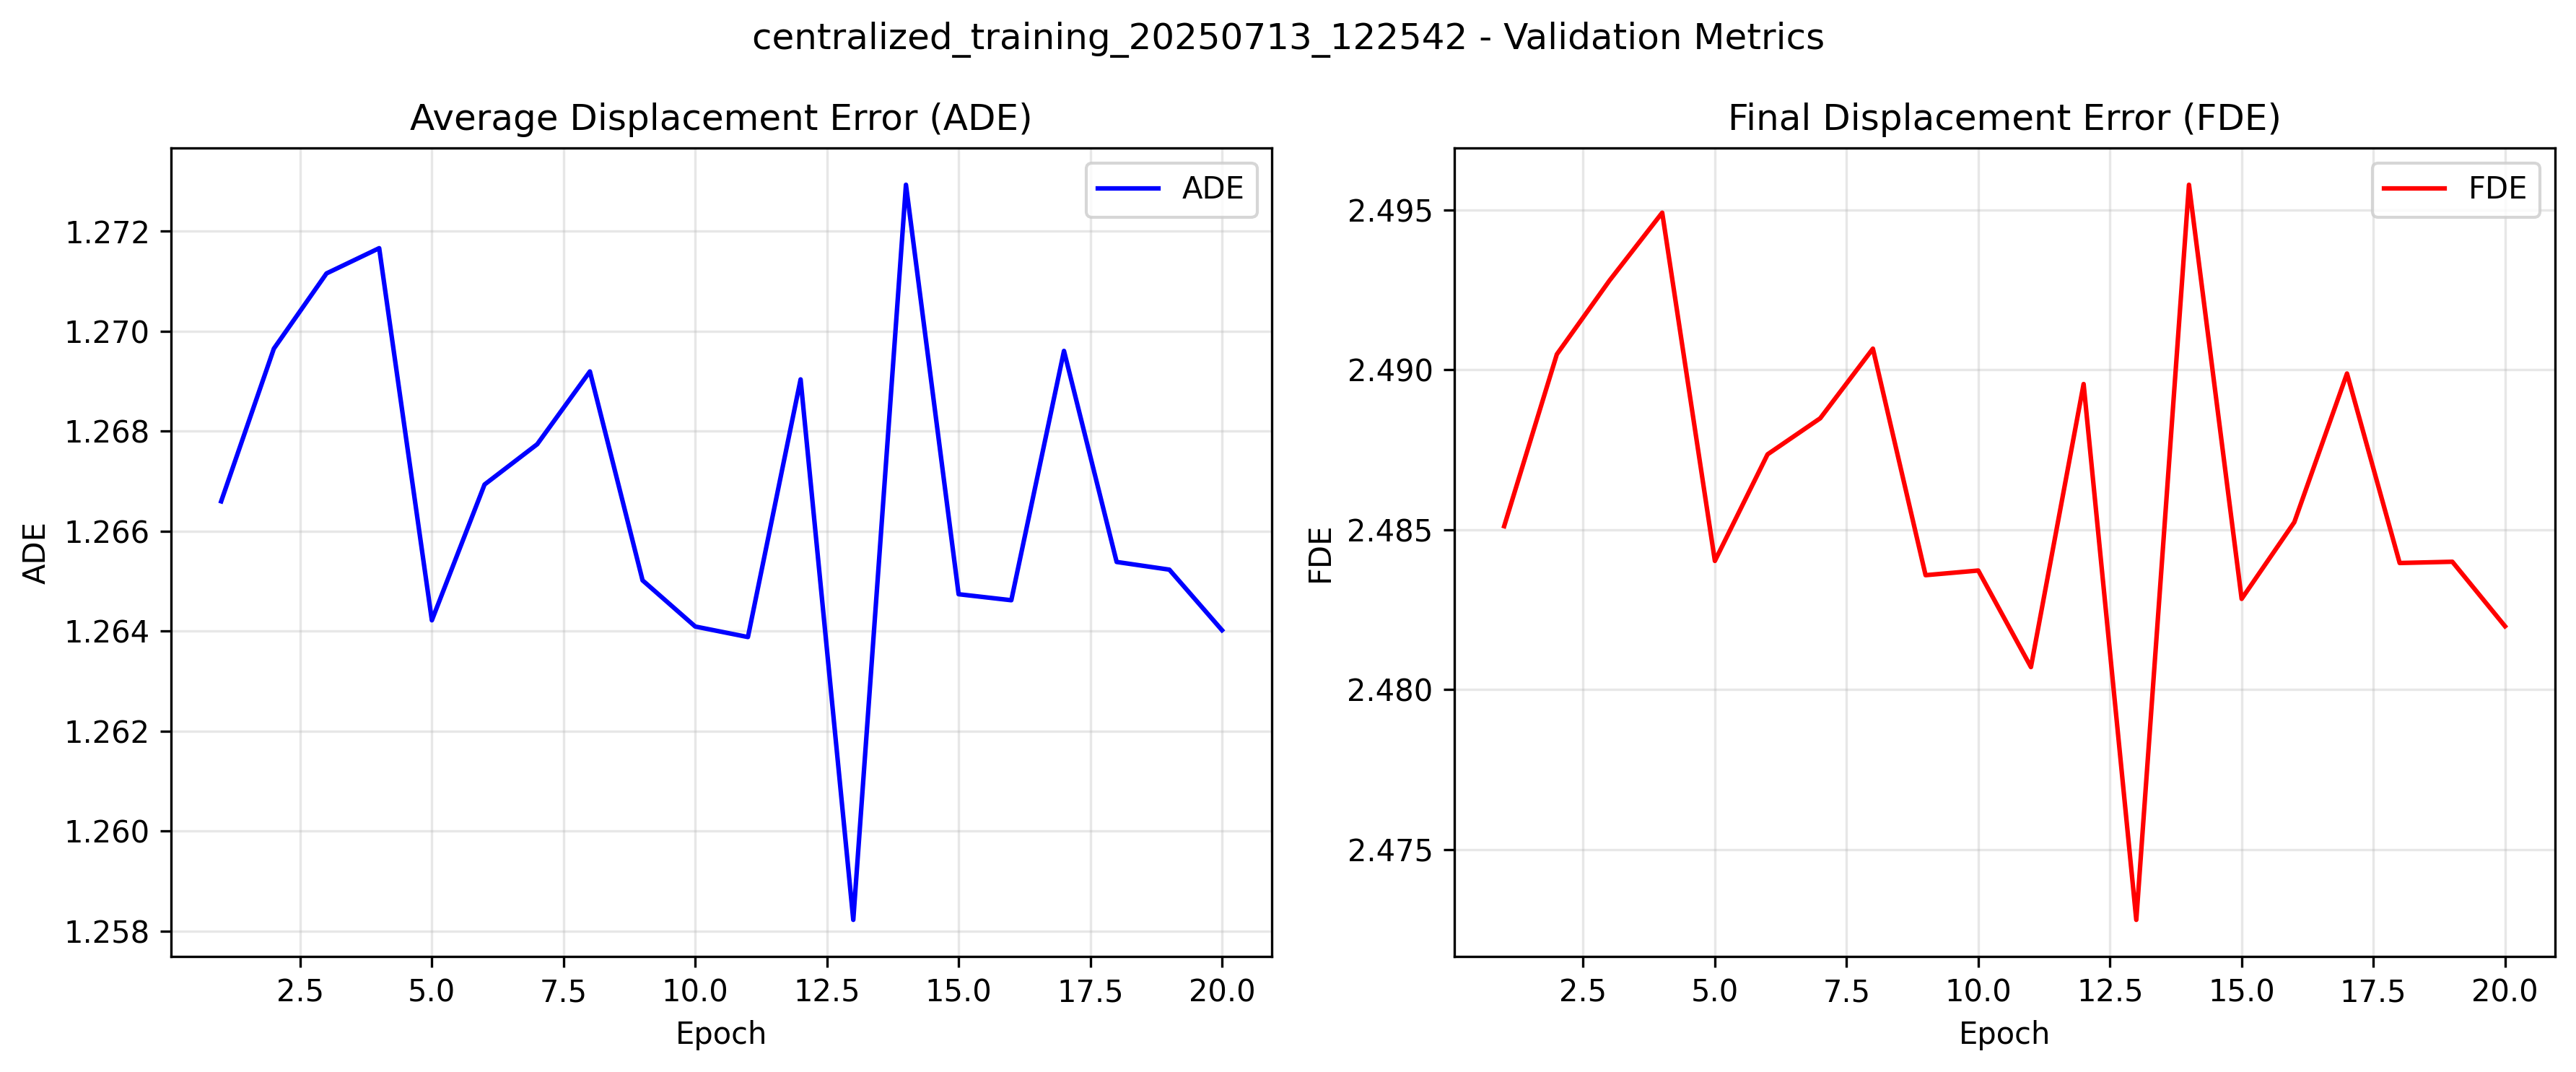 centralized_training_20250713_122542 - Validation Metrics
Average Displacement Error (ADE)
ADE
1.272
1.270
1.268
1.266
1.264
1.262
1.260
1.258
ADE
2.5 5.0 7.5 10.0 12.5 15.0 17.5 20.0
Epoch
Final Displacement Error (FDE)
FDE
2.495
2.490
2.485
2.480
2.475
FDE
2.5 5.0 7.5 10.0 12.5 15.0 17.5 20.0
Epoch